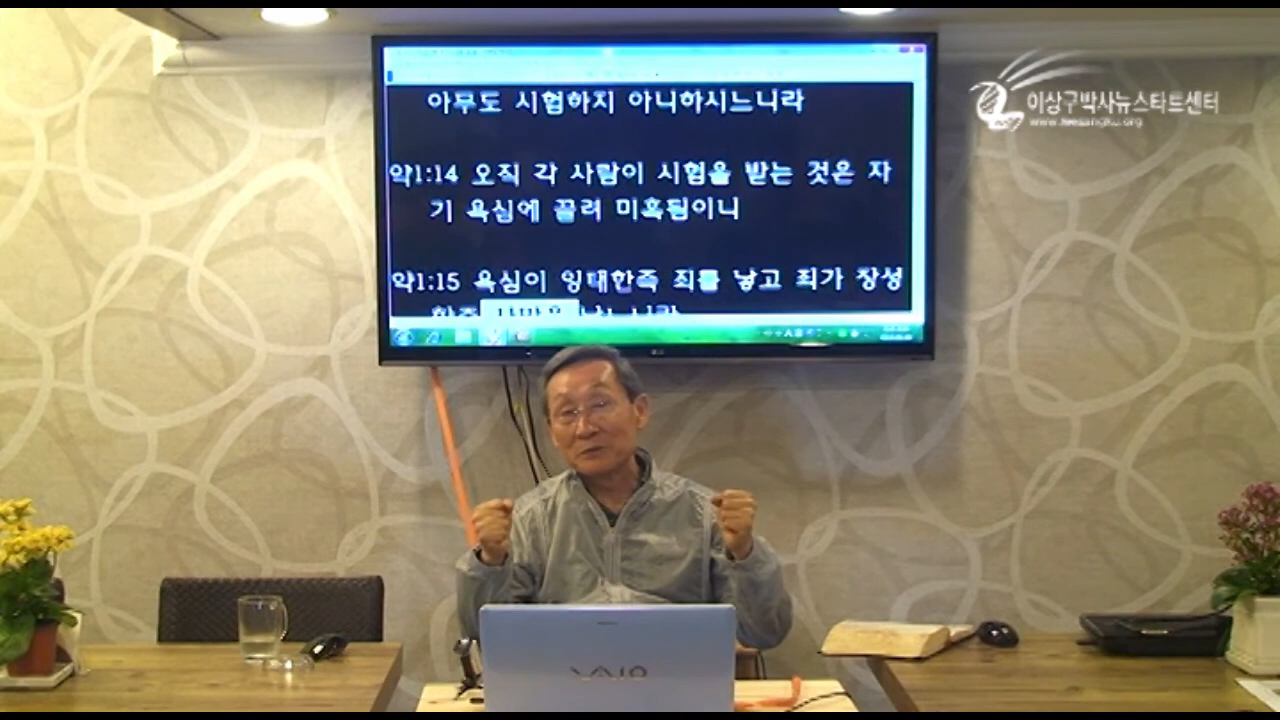 아무도 시험하지 아니하시느니라
약1:14 오직 각 사람이 시험을 받는 것은 자
기 욕심에 끌려 미혹됨이니
약1:15 욕심이 잉태한즉 죄를 낳고 죄가 장성
이상구박사뉴스타트센터
www.leesangku.org
VAIO